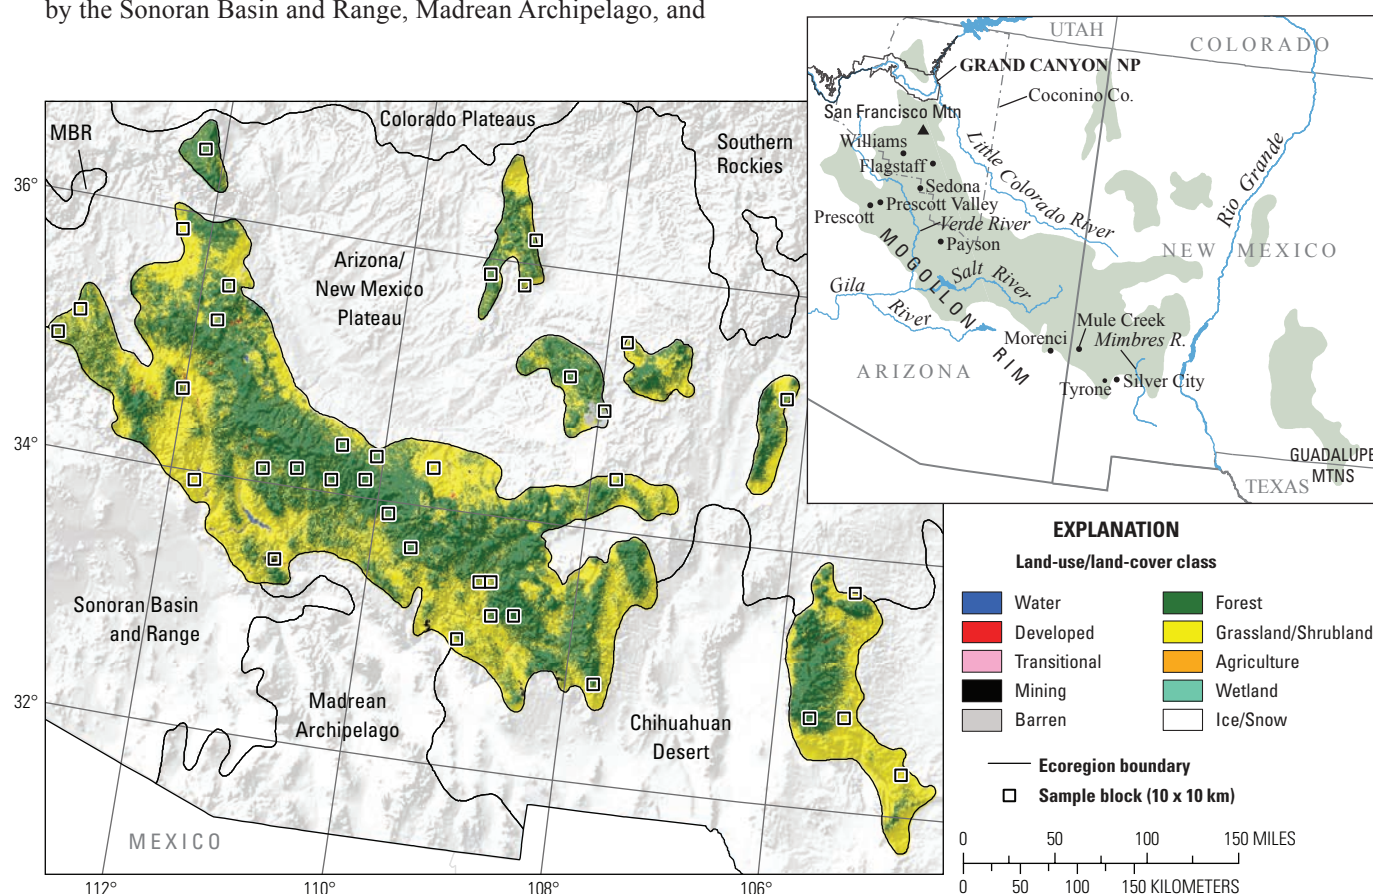 by the Sonoran Basin and Range, Madrean Archipelago, and
MBR
Colorado Plateaus
Southern
Rockies
Arizona/
New Mexico
Plateau
Sonoran Basin
and Range
Madrean
Archipelago
Chihuahuan
Desert
MEXICO
36°
34°
32°
112°
110°
108°
106°
UTAH
COLORADO
GRAND CANYON NP
Coconino Co.
San Francisco Mtn
Williams
Flagstaff
Little Colorado River
Rio Grande
Sedona
Prescott Valley
Prescott
Verde River
Payson
NEW MEXICO
MOGOLLON RIM
Salt River
Gila River
Morenci
Mule Creek
Mimbres R.
ARIZONA
Tyrone
Silver City
GUADALUPE
MTNS
TEXAS
EXPLANATION
Land-use/land-cover class
Water
Developed
Transitional
Mining
Barren
Forest
Grassland/Shrubland
Agriculture
Wetland
Ice/Snow
Ecoregion boundary
Sample block (10 x 10 km)
0 50 100 150 MILES
0 50 100 150 KILOMETERS